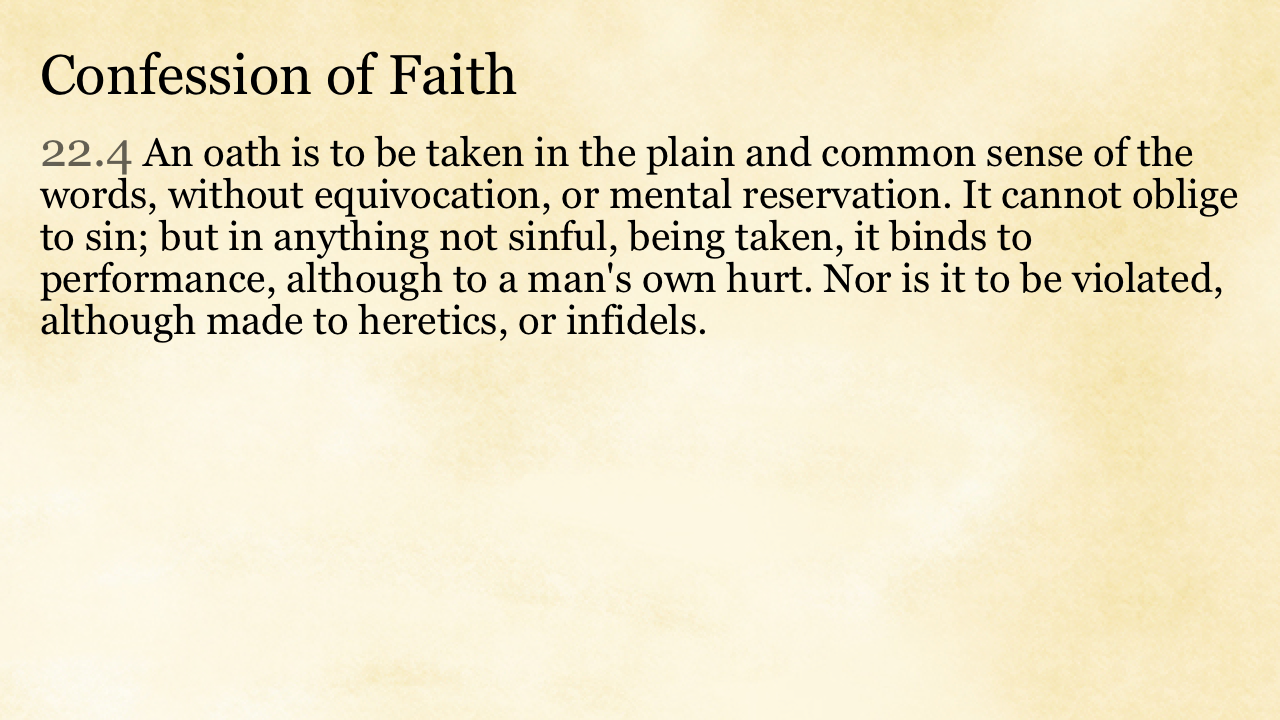 Confession of Faith
22.4 An oath is to be taken in the plain and common sense of the
words, without equivocation, or mental reservation. It cannot oblige
to sin; but in anything not sinful, being taken, it binds to
performance, although to a man's own hurt. Nor is it to be violated,
although made to heretics, or infidels.